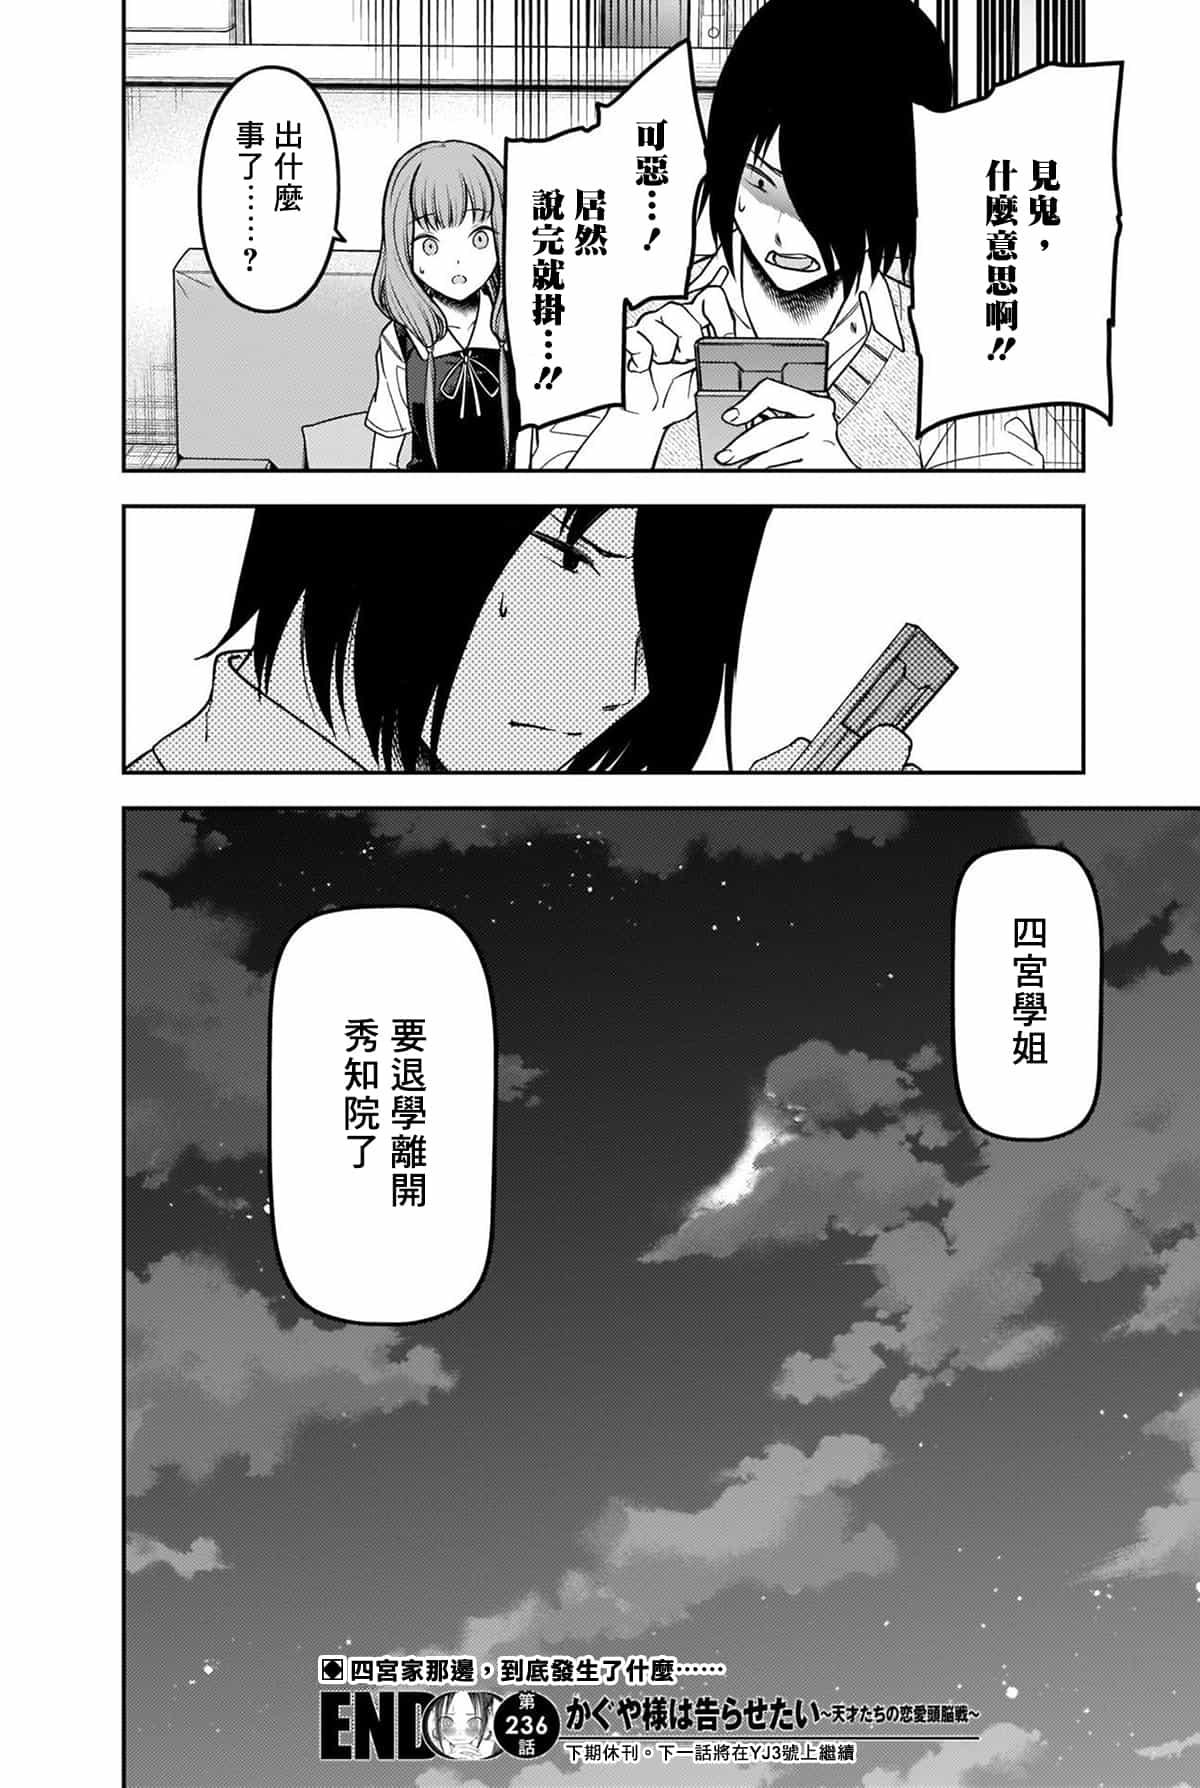 見鬼，
什麼意思啊!!
可惡…！
居然
說完就掛…!!
出什麼
事了……?
四宮學姐
要退學離開
秀知院了
四宮家那邊，到底發生了什麼……
END
第
236
話
かぐや様は告らせたい～天才たちの恋愛頭脳戦～
下期休刊。下一話將在YJ3號上繼續